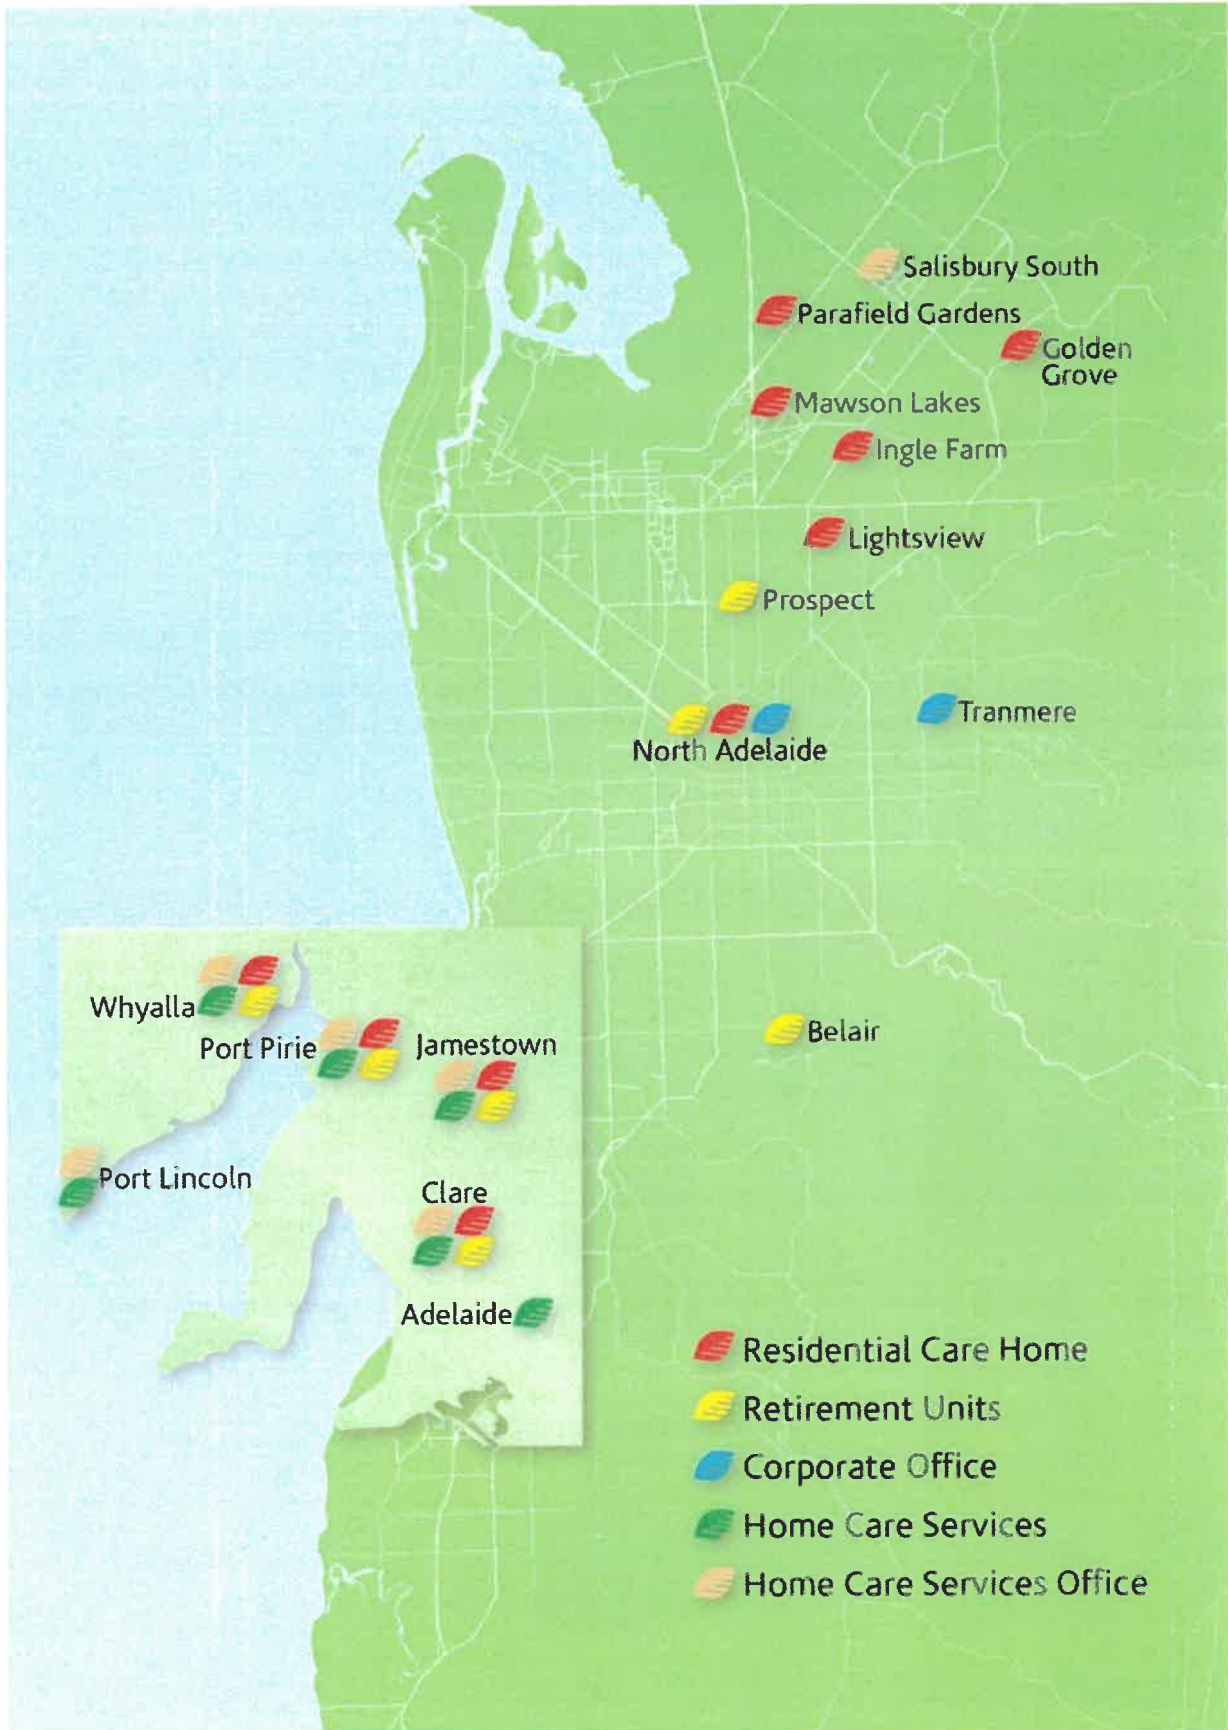 Salisbury South
Parafield Gardens
Golden
Grove
Mawson Lakes
Ingle Farm
Lightsview
Prospect
Tranmere
North Adelaide
Whyalla
Port Pirie
Jamestown
Belair
Port Lincoln
Clare
Adelaide
Residential Care Home
Retirement Units
Corporate Office
Home Care Services
Home Care Services Office